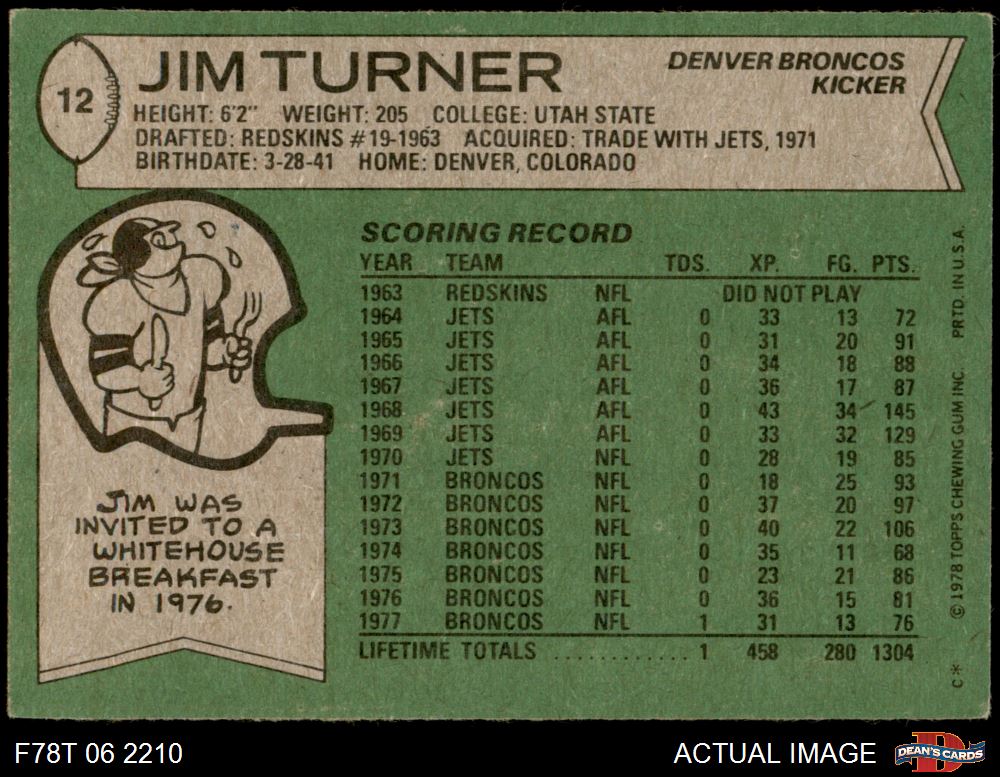 12
JIM TURNER
DENVER BRONCOS
KICKER
HEIGHT: 6'2" WEIGHT: 205 COLLEGE: UTAH STATE
DRAFTED: REDSKINS #19-1963 ACQUIRED: TRADE WITH JETS, 1971
BIRTHDATE: 3-28-41 HOME: DENVER, COLORADO
SCORING RECORD
YEAR TEAM TDS. XP. FG. PTS.
1963 REDSKINS NFL DID NOT PLAY
1964 JETS AFL 0 33 13 72
1965 JETS AFL 0 31 20 91
1966 JETS AFL 0 34 18 88
1967 JETS AFL 0 36 17 87
1968 JETS AFL 0 43 34 145
1969 JETS AFL 0 33 32 129
1970 JETS NFL 0 28 19 85
1971 BRONCOS NFL 0 18 25 93
1972 BRONCOS NFL 0 37 20 97
1973 BRONCOS NFL 0 40 22 106
1974 BRONCOS NFL 0 35 11 68
1975 BRONCOS NFL 0 23 21 86
1976 BRONCOS NFL 0 36 15 81
1977 BRONCOS NFL 1 31 13 76
LIFETIME TOTALS ............ 1 458 280 1304
JIM WAS
INVITED TO A
WHITEHOUSE
BREAKFAST
IN 1976.
C* © 1978 TOPPS CHEWING GUM INC. PRTD. IN U.S.A.
F78T 06 2210
ACTUAL IMAGE
D
DEAN'S CARDS